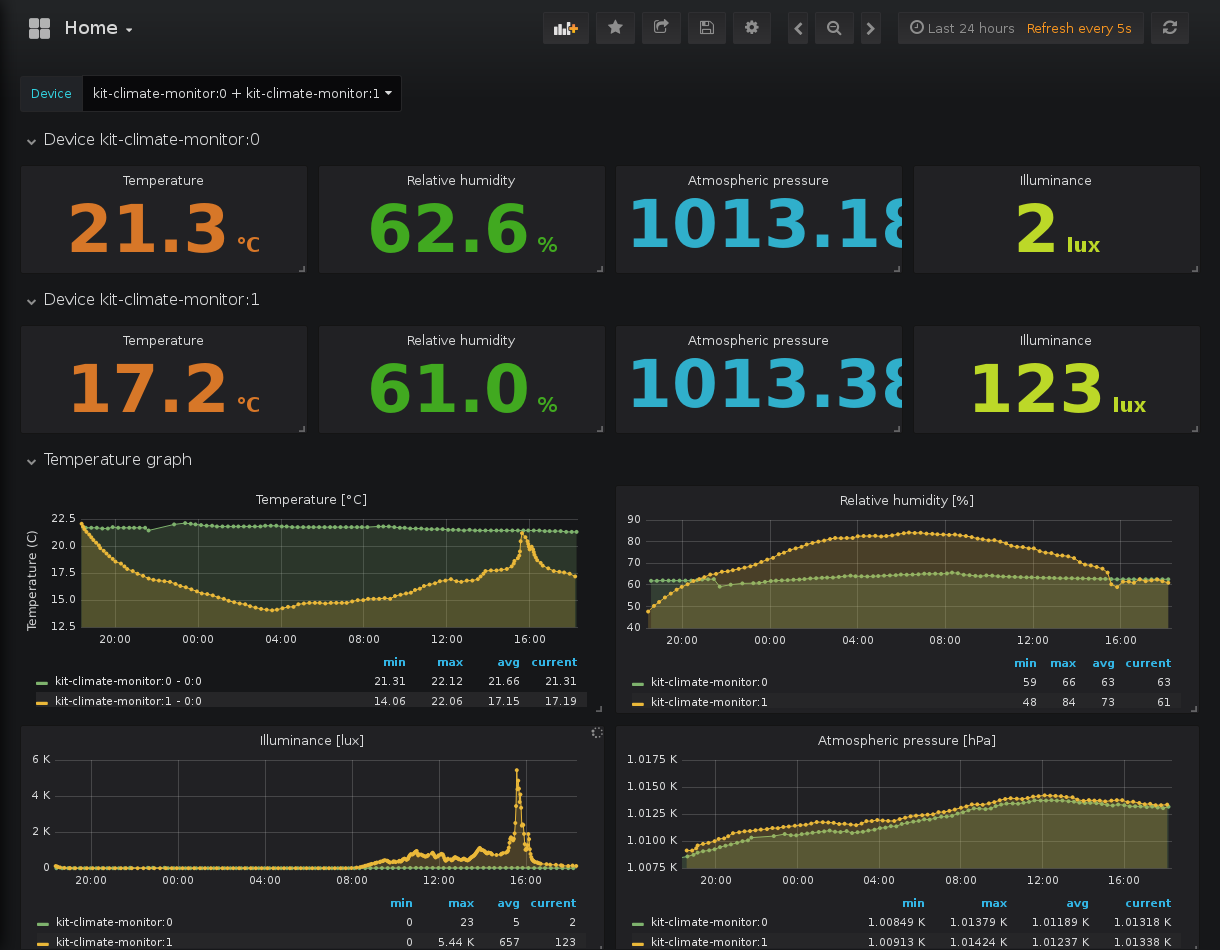 Home
Last 24 hours Refresh every 5s
Device kit-climate-monitor:0 + kit-climate-monitor:1
Device kit-climate-monitor:0
Temperature Relative humidity Atmospheric pressure Illuminance
21.3 °C 62.6 % 1013.18 2 lux
Device kit-climate-monitor:1
Temperature Relative humidity Atmospheric pressure Illuminance
17.2 °C 61.0 % 1013.38 123 lux
Temperature graph
Temperature [°C]
Temperature (C)
22.5
20.0
17.5
15.0
12.5
20:00 00:00 04:00 08:00 12:00 16:00
min max avg current
kit-climate-monitor:0 - 0:0 21.31 22.12 21.66 21.31
kit-climate-monitor:1 - 0:0 14.06 22.06 17.15 17.19
Relative humidity [%]
90
80
70
60
50
40
20:00 00:00 04:00 08:00 12:00 16:00
min max avg current
kit-climate-monitor:0 59 66 63 63
kit-climate-monitor:1 48 84 73 61
Illuminance [lux]
6 K
4 K
2 K
0
20:00 00:00 04:00 08:00 12:00 16:00
min max avg current
kit-climate-monitor:0 0 23 5 2
kit-climate-monitor:1 0 5.44 K 657 123
Atmospheric pressure [hPa]
1.0175 K
1.0150 K
1.0125 K
1.0100 K
1.0075 K
20:00 00:00 04:00 08:00 12:00 16:00
min max avg current
kit-climate-monitor:0 1.00849 K 1.01379 K 1.01189 K 1.01318 K
kit-climate-monitor:1 1.00913 K 1.01424 K 1.01237 K 1.01338 K